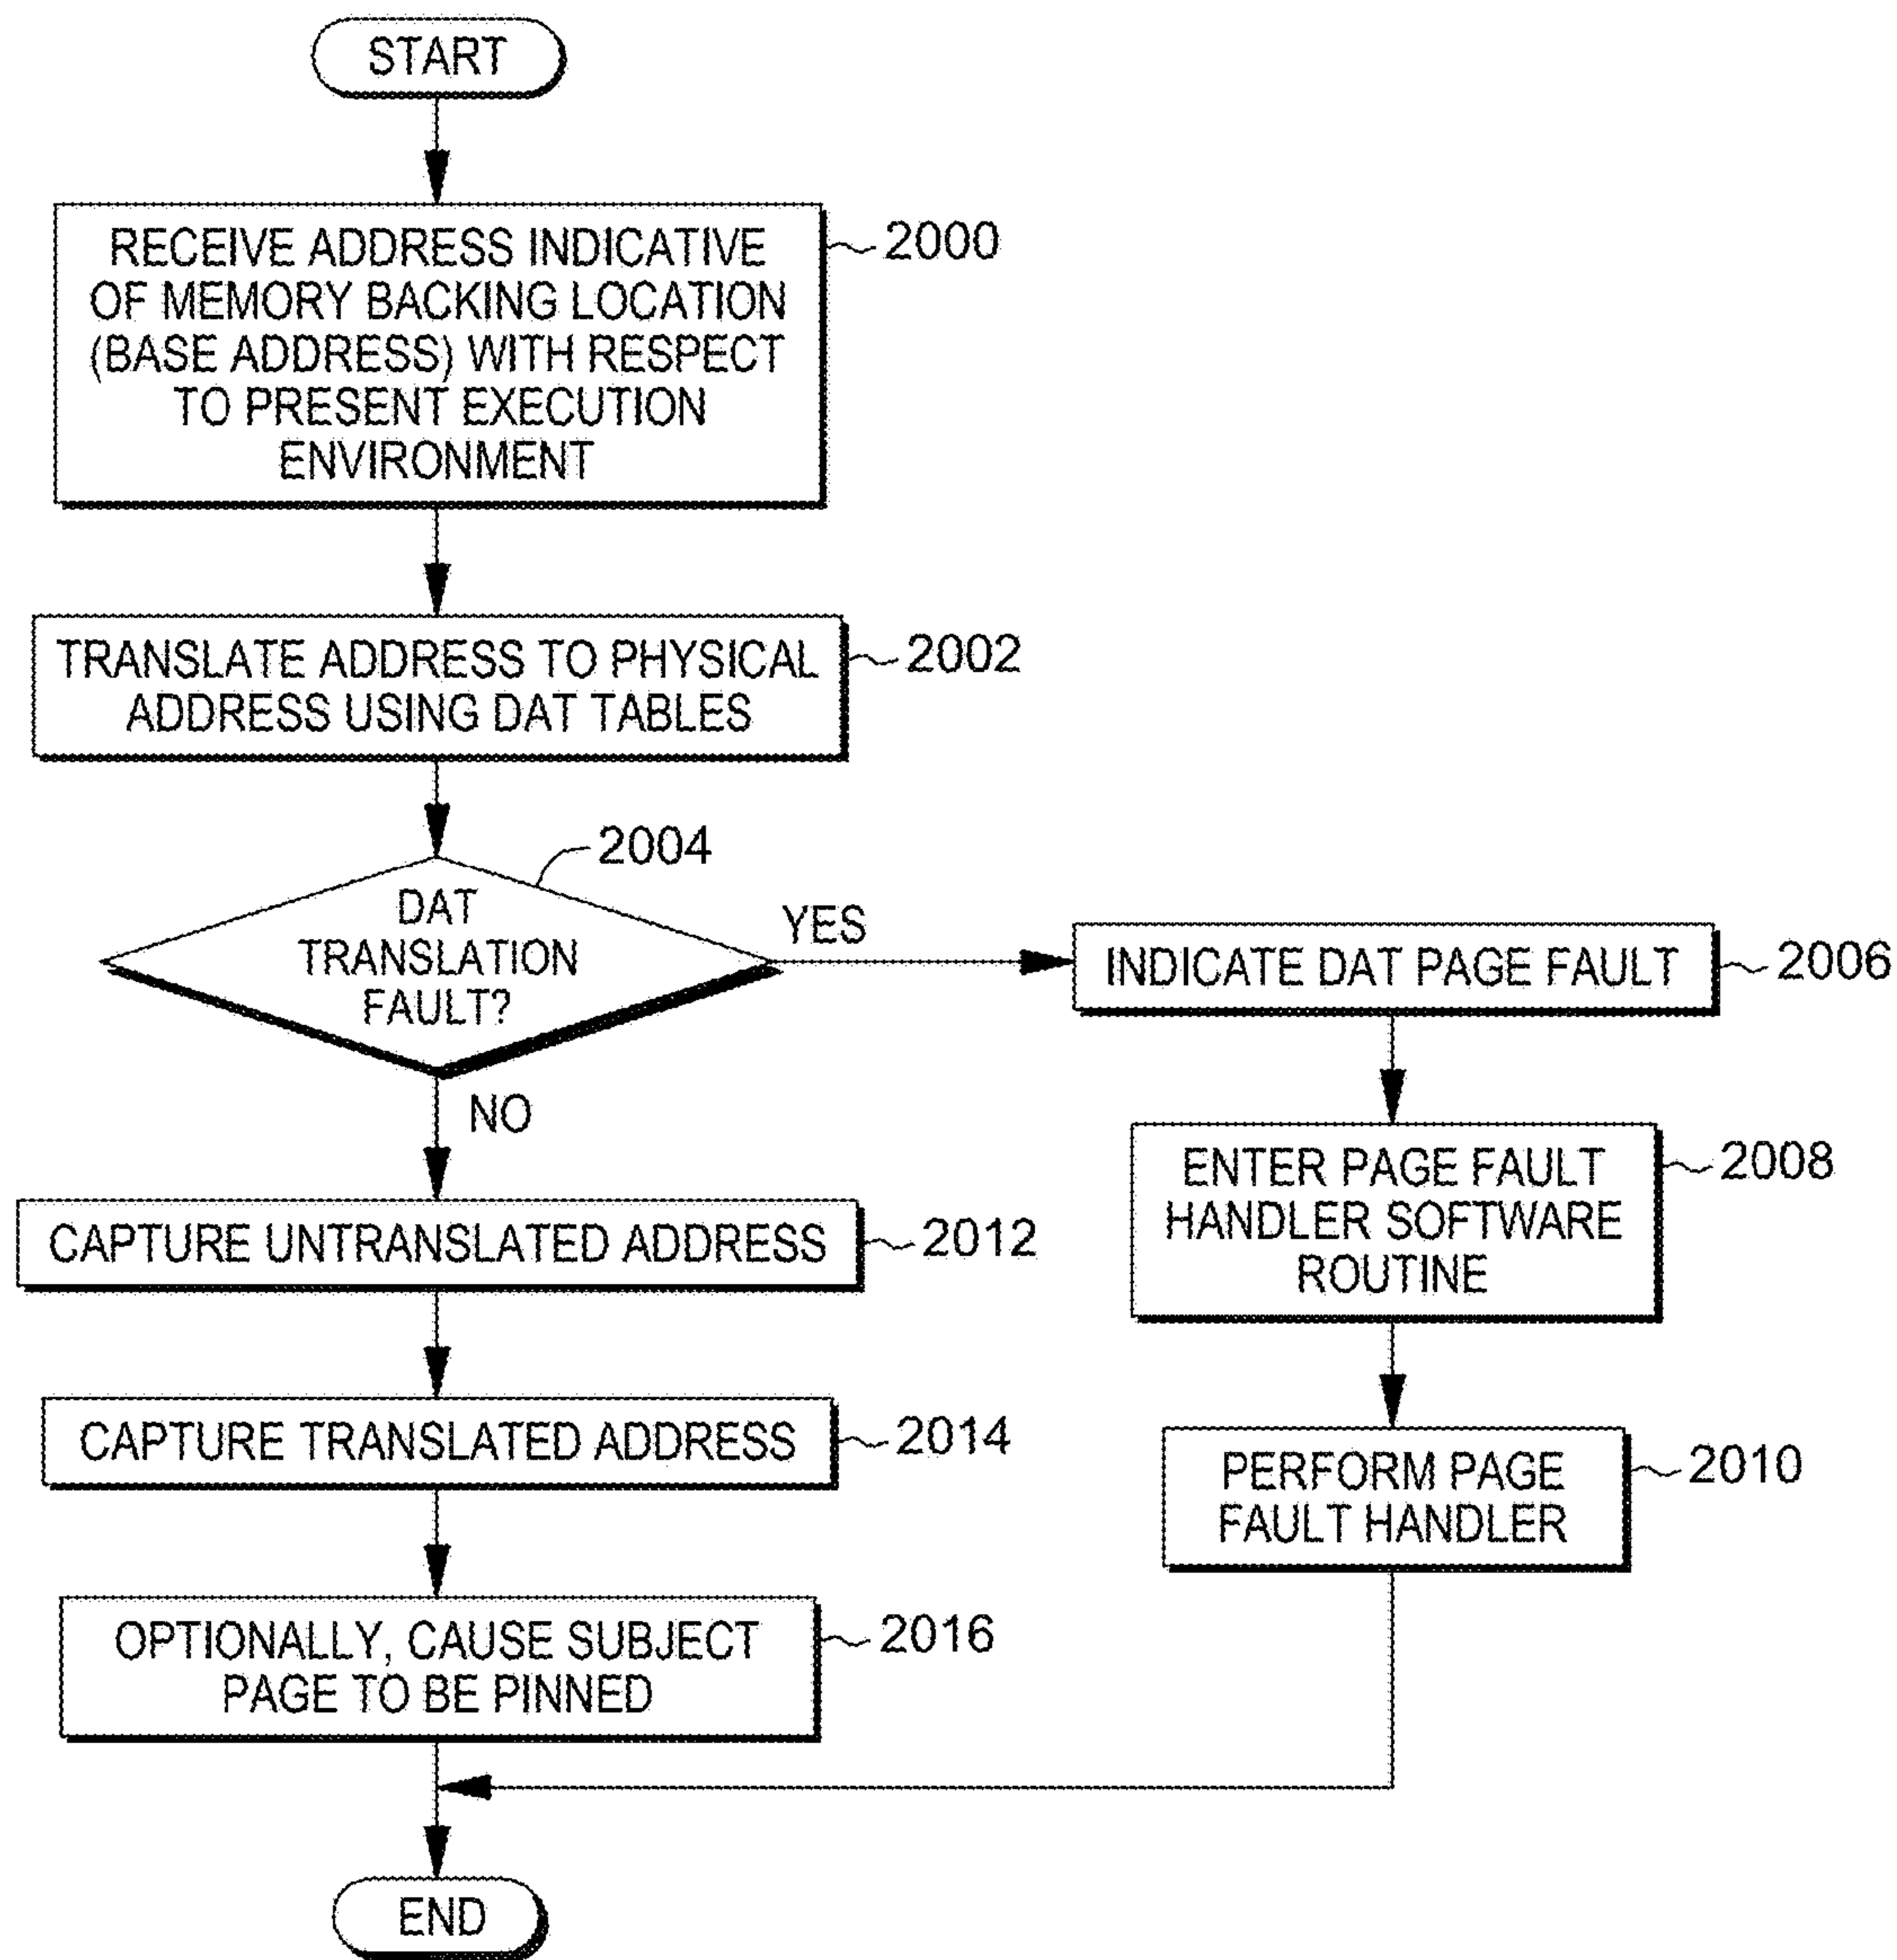 START
RECEIVE ADDRESS INDICATIVE
OF MEMORY BACKING LOCATION
(BASE ADDRESS) WITH RESPECT
TO PRESENT EXECUTION
ENVIRONMENT
2000
TRANSLATE ADDRESS TO PHYSICAL
ADDRESS USING DAT TABLES
2002
2004
DAT
TRANSLATION
FAULT?
YES
NO
INDICATE DAT PAGE FAULT
2006
ENTER PAGE FAULT
HANDLER SOFTWARE
ROUTINE
2008
PERFORM PAGE
FAULT HANDLER
2010
CAPTURE UNTRANSLATED ADDRESS
2012
CAPTURE TRANSLATED ADDRESS
2014
OPTIONALLY, CAUSE SUBJECT
PAGE TO BE PINNED
2016
END